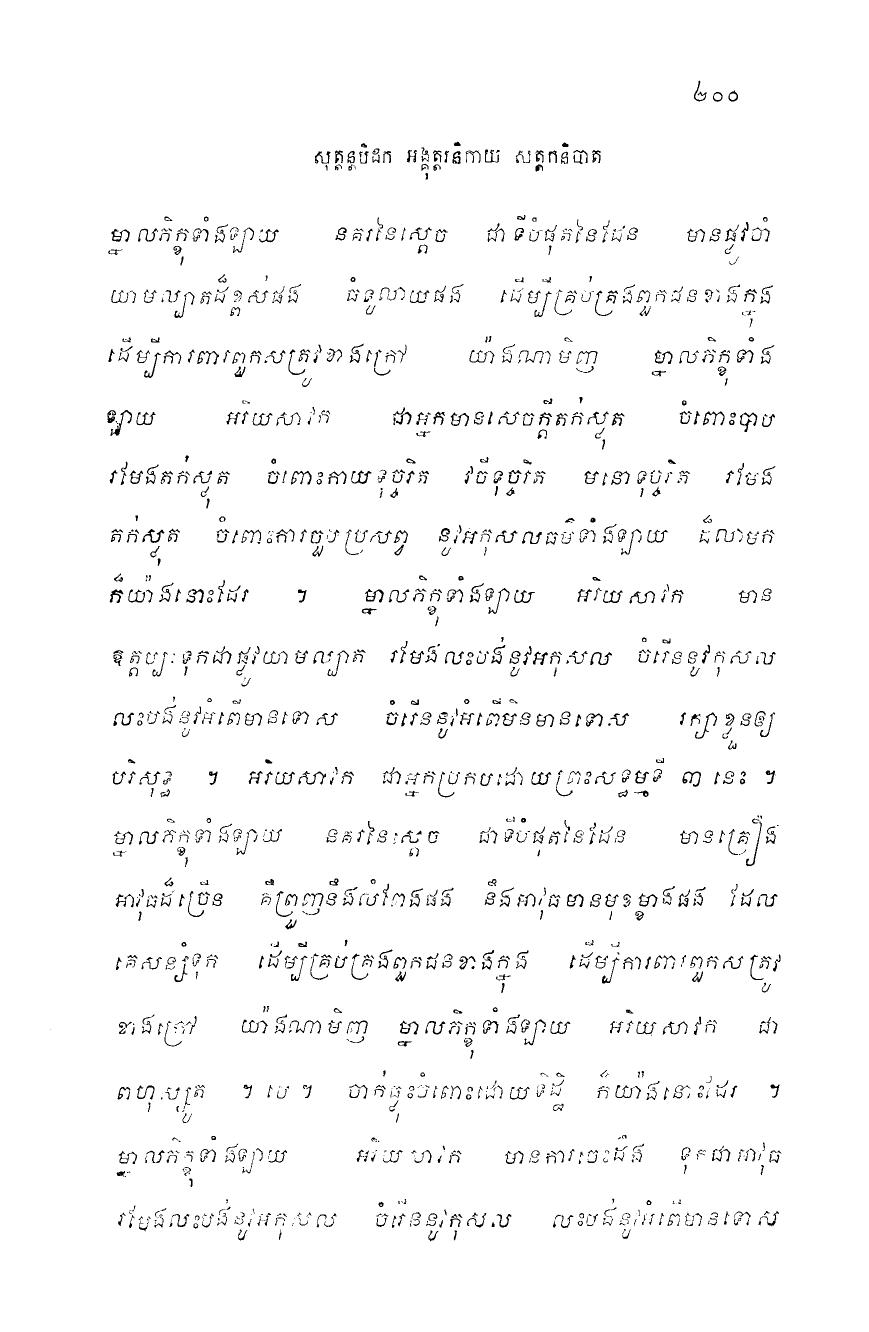 ២០០
សុត្តន្តបិដក អង្គុត្តរនិកាយ សត្តកនិបាត
ម្នាលភិក្ខុទាំងឡាយ នគរនៃស្តេច ជាទីបំផុតនៃដែន មានផ្លូវចាំ
យាមល្បាតដ៏ខ្ពស់ផង ធំទូលាយផង ដើម្បីគ្រប់គ្រងពួកជនខាងក្នុង
ដើម្បីការពារពួកសត្រូវខាងក្រៅ យ៉ាងណាមិញ ម្នាលភិក្ខុទាំង
ឡាយ អរិយសាវក ជាអ្នកមានសេចក្តីតក់ស្លុត ចំពោះបាប
រមែងតក់ស្លុត ចំពោះកាយទុច្ចរិត វចីទុច្ចរិត មនោទុច្ចរិត រមែង
តក់ស្លុត ចំពោះការចួបប្រសព្វ នូវអកុសលធម៌ទាំងឡាយ ដ៏លាមក
ក៏យ៉ាងនោះដែរ ។ ម្នាលភិក្ខុទាំងឡាយ អរិយសាវក មាន
ឱត្តប្បៈទុកជាផ្លូវយាមល្បាត រមែងលះបង់នូវអកុសល ចំរើននូវកុសល
លះបង់នូវអំពើមានទោស ចំរើននូវអំពើមិនមានទោស រក្សាខ្លួនឲ្យ
បរិសុទ្ធ ។ អរិយសាវក ជាអ្នកប្រកបដោយព្រះសទ្ធម្មទី ៣ នេះ ។
ម្នាលភិក្ខុទាំងឡាយ នគរនៃស្តេច ជាទីបំផុតនៃដែន មានគ្រឿង
អាវុធដ៏ច្រើន គឺព្រួញនឹងលំពែងផង នឹងអាវុធមានមុខម្ខាងផង ដែល
គេសន្សំទុក ដើម្បីគ្រប់គ្រងពួកជនខាងក្នុង ដើម្បីការពារពួកសត្រូវ
ខាងក្រៅ យ៉ាងណាមិញ ម្នាលភិក្ខុទាំងឡាយ អរិយសាវក ជា
ពហុស្សូត ។ បេ ។ ចាក់ធ្លុះចំពោះដោយទិដ្ឋិ ក៏យ៉ាងនោះដែរ ។
ម្នាលភិក្ខុទាំងឡាយ អរិយសាវក មានការចេះដឹង ទុកជាអាវុធ
រមែងលះបង់នូវអកុសល ចំរើននូវកុសល លះបង់នូវអំពើមានទោស